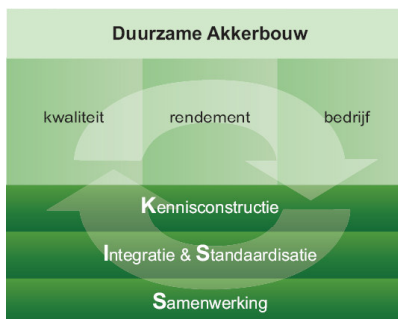 Duurzame Akkerbouw
kwaliteit rendement bedrijf
Kennisconstructie
Integratie & Standaardisatie
Samenwerking